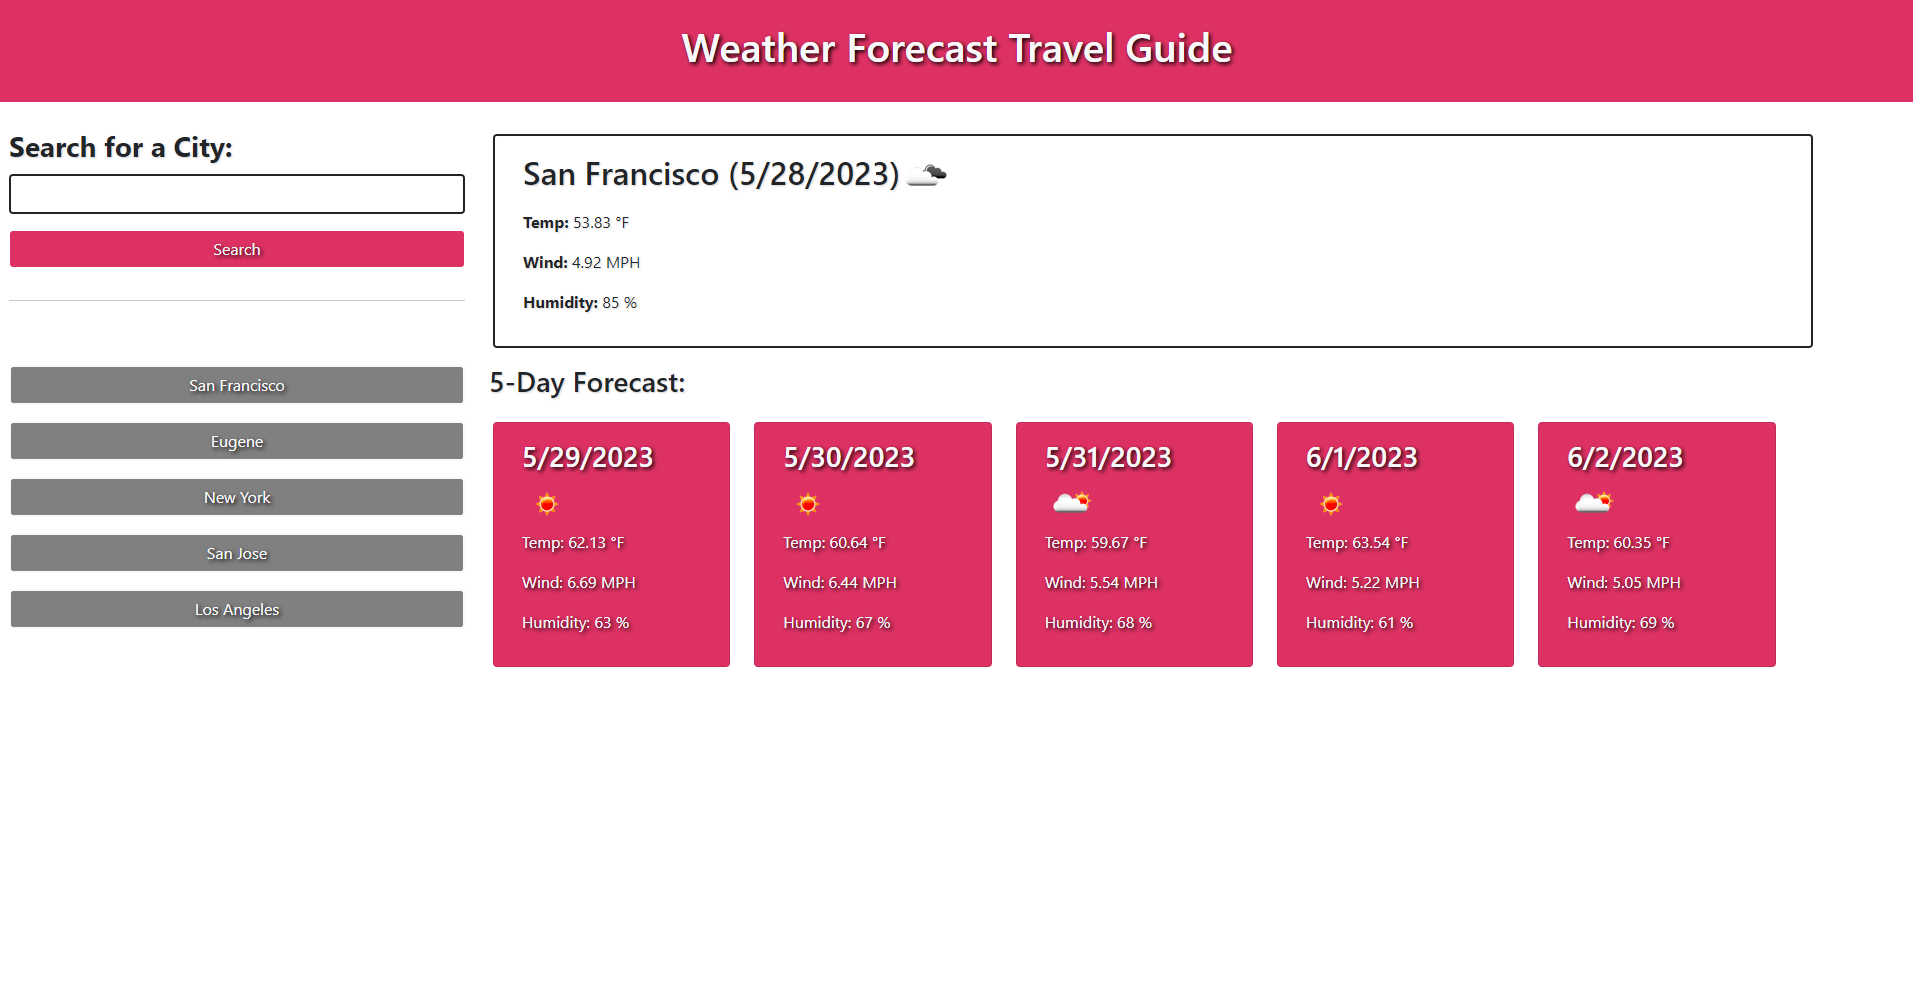 Weather Forecast Travel Guide
Search for a City:
Search
San Francisco
Eugene
New York
San Jose
Los Angeles
San Francisco (5/28/2023)
Temp: 53.83 °F
Wind: 4.92 MPH
Humidity: 85 %
5-Day Forecast:
5/29/2023
Temp: 62.13 °F
Wind: 6.69 MPH
Humidity: 63 %
5/30/2023
Temp: 60.64 °F
Wind: 6.44 MPH
Humidity: 67 %
5/31/2023
Temp: 59.67 °F
Wind: 5.54 MPH
Humidity: 68 %
6/1/2023
Temp: 63.54 °F
Wind: 5.22 MPH
Humidity: 61 %
6/2/2023
Temp: 60.35 °F
Wind: 5.05 MPH
Humidity: 69 %